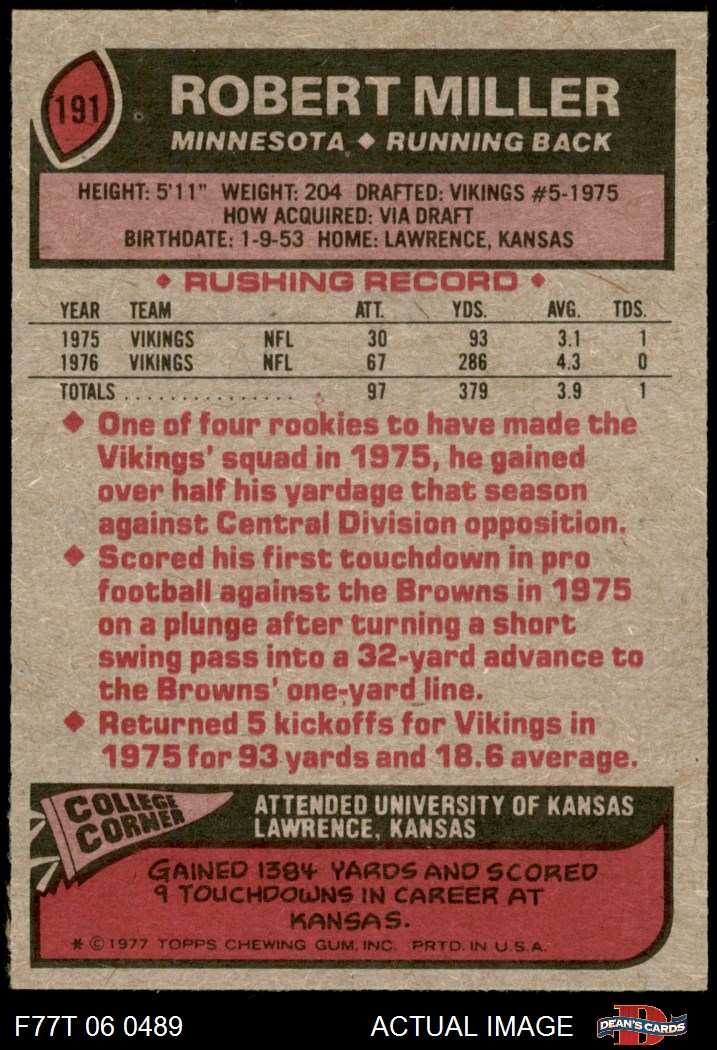 191
ROBERT MILLER
MINNESOTA ◆ RUNNING BACK
HEIGHT: 5'11" WEIGHT: 204 DRAFTED: VIKINGS #5-1975
HOW ACQUIRED: VIA DRAFT
BIRTHDATE: 1-9-53 HOME: LAWRENCE, KANSAS
◆ RUSHING RECORD ◆
YEAR TEAM ATT. YDS. AVG. TDS.
1975 VIKINGS NFL 30 93 3.1 1
1976 VIKINGS NFL 67 286 4.3 0
TOTALS ................ 97 379 3.9 1
◆ One of four rookies to have made the
Vikings' squad in 1975, he gained
over half his yardage that season
against Central Division opposition.
◆ Scored his first touchdown in pro
football against the Browns in 1975
on a plunge after turning a short
swing pass into a 32-yard advance to
the Browns' one-yard line.
◆ Returned 5 kickoffs for Vikings in
1975 for 93 yards and 18.6 average.
COLLEGE
CORNER
ATTENDED UNIVERSITY OF KANSAS
LAWRENCE, KANSAS
GAINED 1384 YARDS AND SCORED
9 TOUCHDOWNS IN CAREER AT
KANSAS.
* © 1977 TOPPS CHEWING GUM, INC. PRTD. IN U.S.A.
F77T 06 0489 ACTUAL IMAGE
D
DEAN'S CARDS